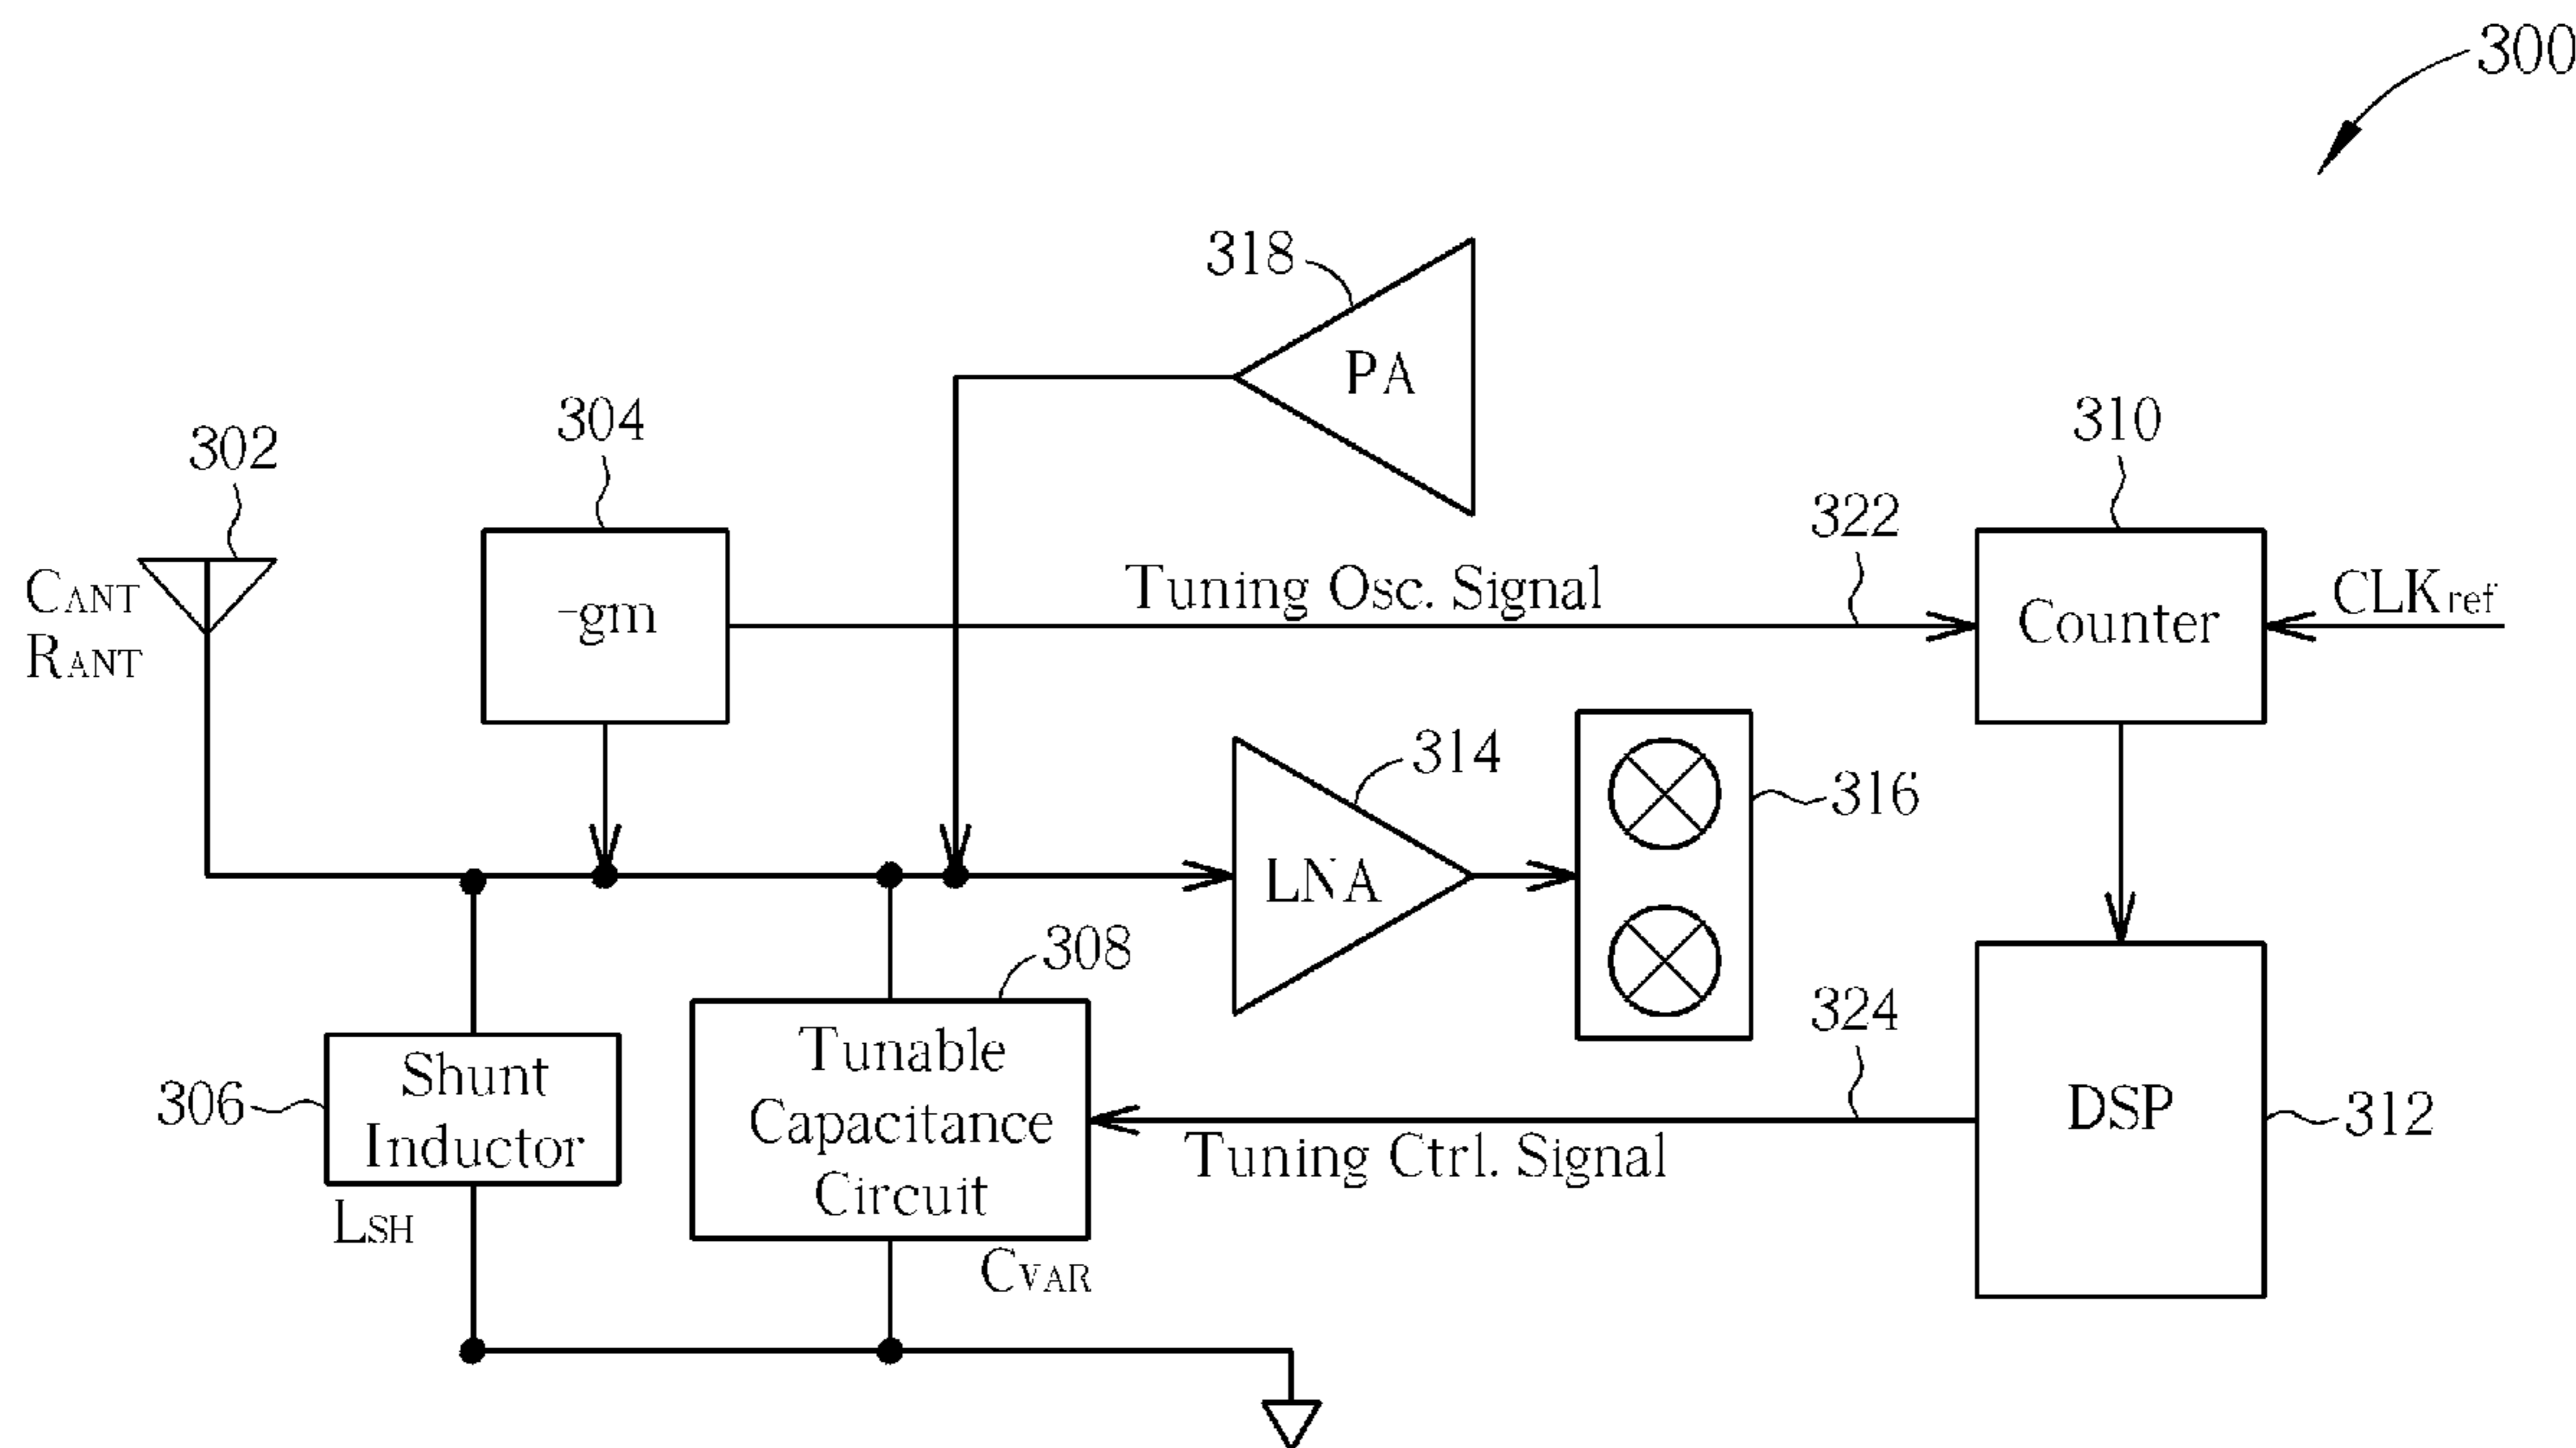 300
318
PA
304
302
310
322
CANT
RANT
-gm
Tuning Osc. Signal
Counter
CLKref
314
316
LNA
308
324
306
Shunt
Inductor
LSH
Tunable
Capacitance
Circuit
CVAR
Tuning Ctrl. Signal
DSP
312